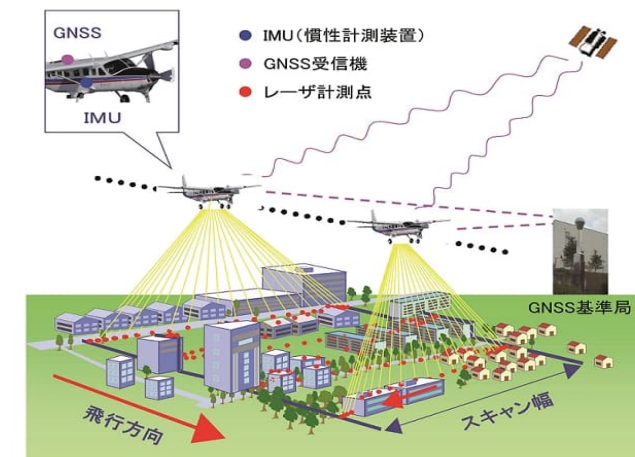 GNSS
IMU
IMU(慣性計測装置)
GNSS受信機
レーザ計測点
GNSS基準局
飛行方向
スキャン幅